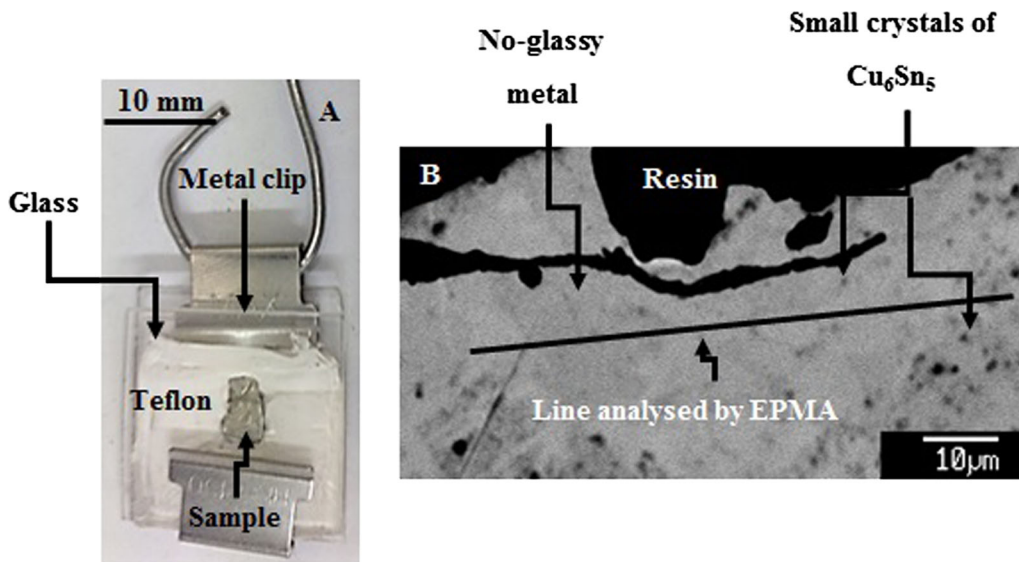 10 mm
A
Metal clip
Glass
Teflon
Sample
No-glassy
metal
Small crystals of
Cu₆Sn₅
B
Resin
Line analysed by EPMA
10µm